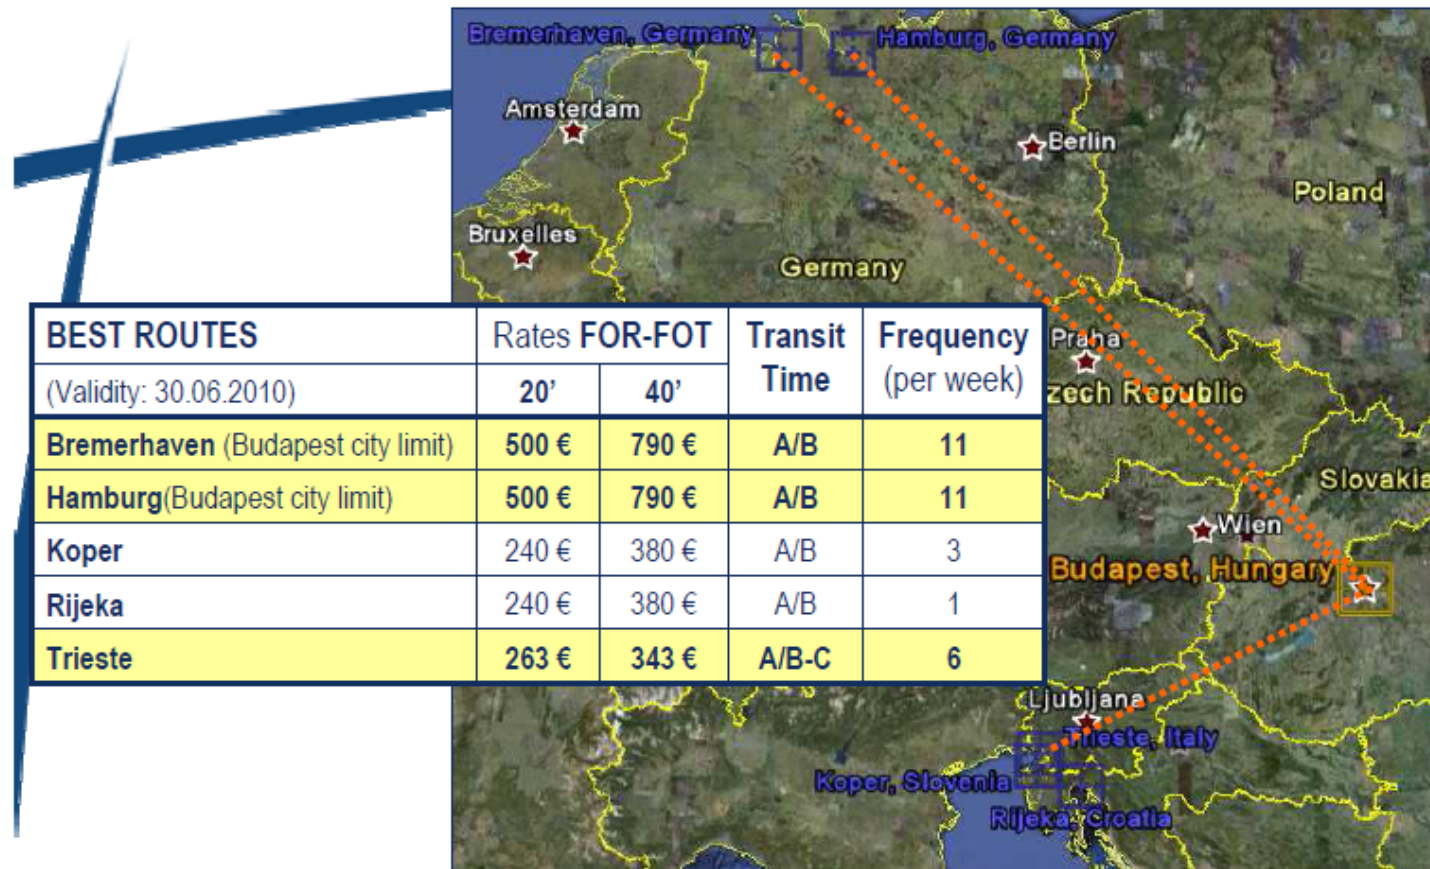 Bremerhaven, Germany
Hamburg, Germany
Amsterdam
Berlin
Poland
Bruxelles
Germany
BEST ROUTES Rates FOR-FOT Transit Time Frequency (per week)
(Validity: 30.06.2010) 20’ 40’
Bremerhaven (Budapest city limit) 500 € 790 € A/B 11
Hamburg(Budapest city limit) 500 € 790 € A/B 11
Koper 240 € 380 € A/B 3
Rijeka 240 € 380 € A/B 1
Trieste 263 € 343 € A/B-C 6
Praha
zech Republic
Slovakia
Wien
Budapest, Hungary
Ljubljana
Trieste, Italy
Koper, Slovenia
Rijeka, Croatia